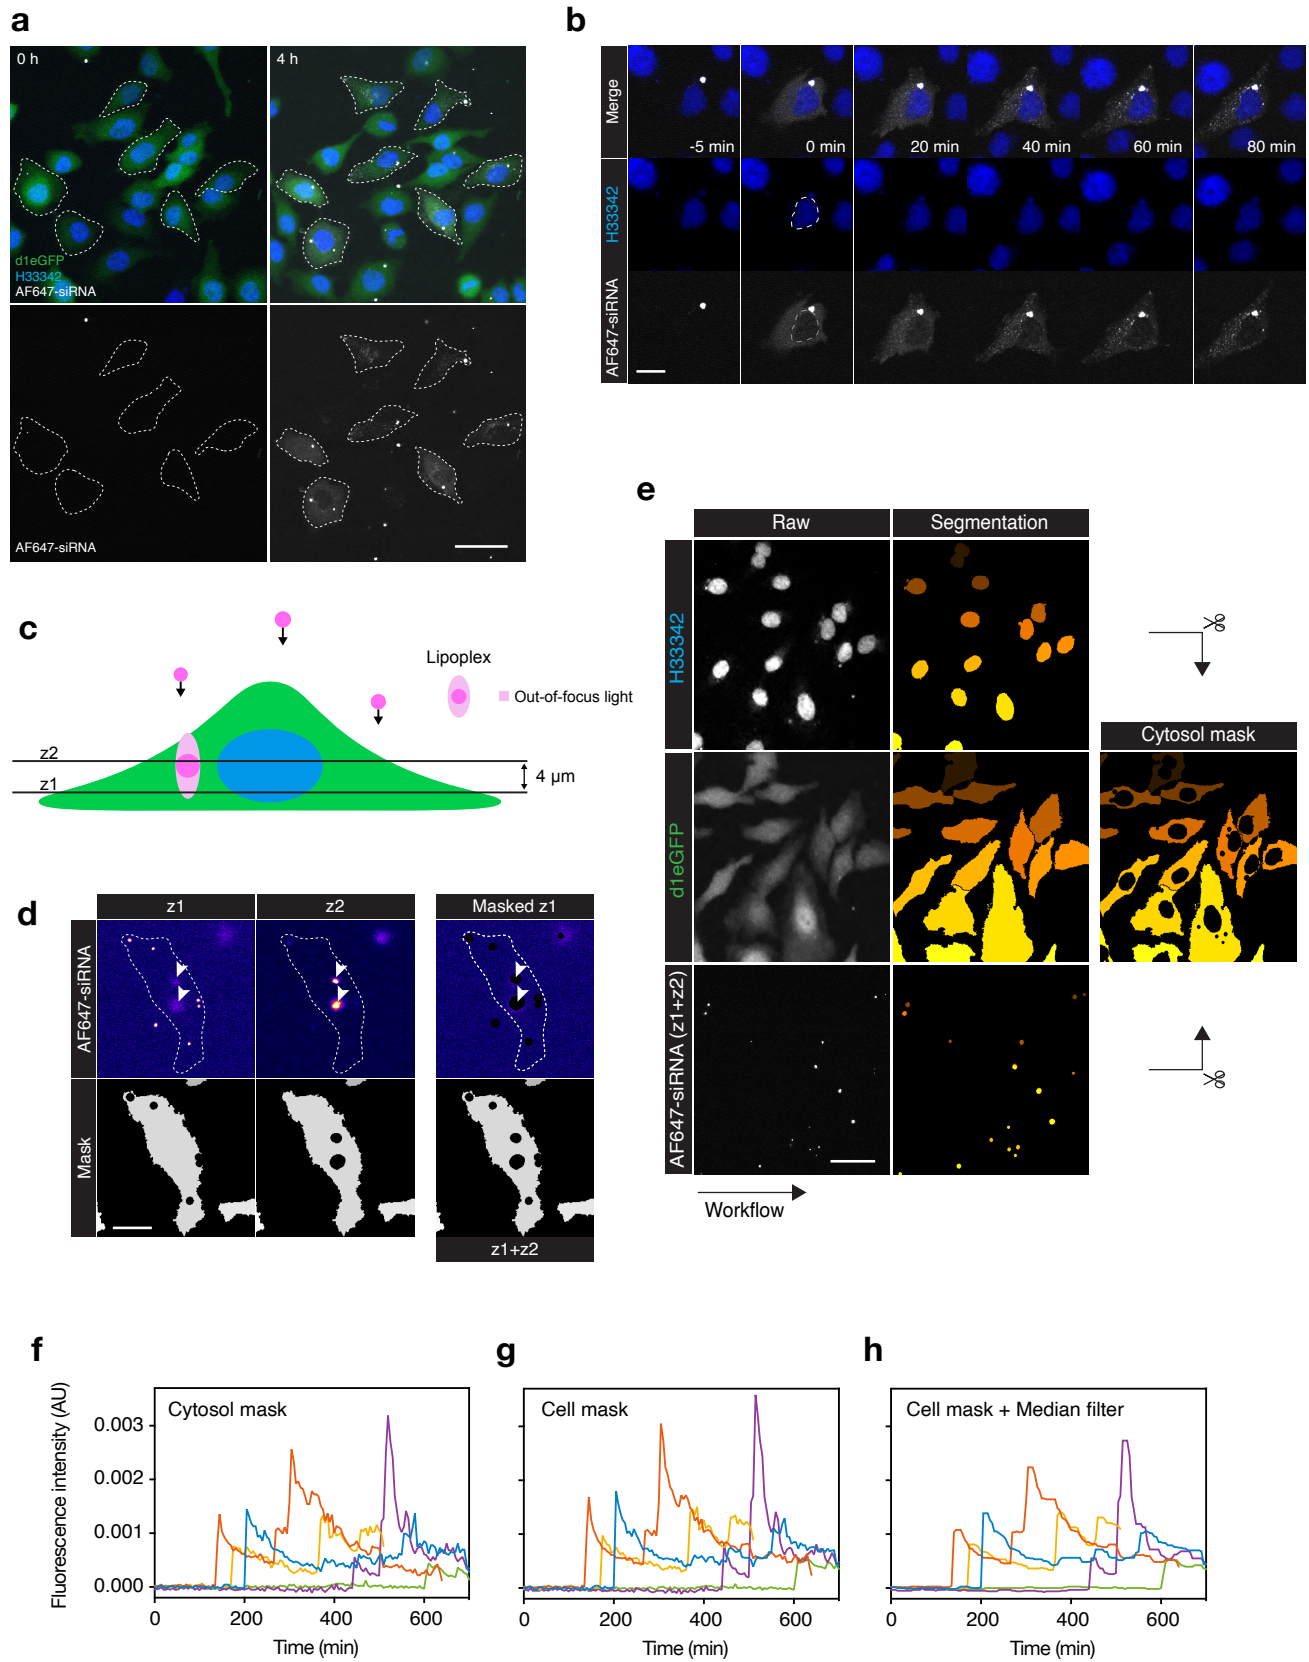 a
0 h
4 h
d1eGFP
H33342
AF647-siRNA
AF647-siRNA
b
Merge
-5 min
0 min
20 min
40 min
60 min
80 min
H33342
AF647-siRNA
c
Lipoplex
Out-of-focus light
z2
z1
4 µm
d
z1
z2
Masked z1
AF647-siRNA
Mask
z1+z2
e
Raw
Segmentation
H33342
Cytosol mask
d1eGFP
AF647-siRNA (z1+z2)
Workflow
f
Cytosol mask
Fluorescence intensity (AU)
0.003
0.002
0.001
0.000
0
200
400
600
Time (min)
g
Cell mask
0
200
400
600
Time (min)
h
Cell mask + Median filter
0
200
400
600
Time (min)